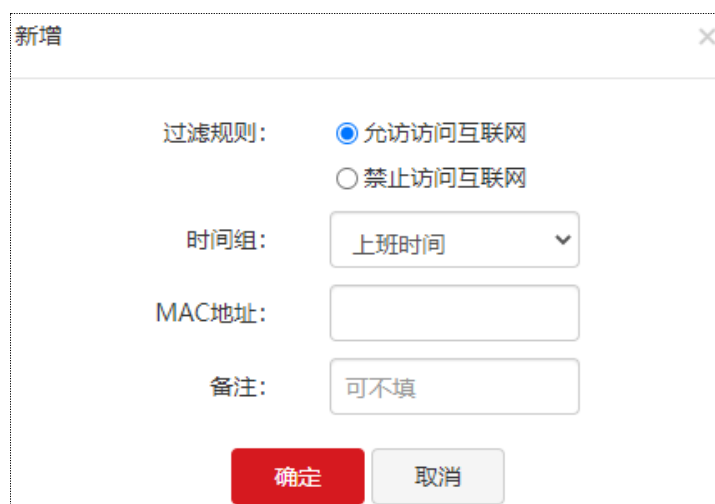 新增
过滤规则：
允访访问互联网
禁止访问互联网
时间组：
上班时间
MAC地址：
备注：
可不填
确定
取消